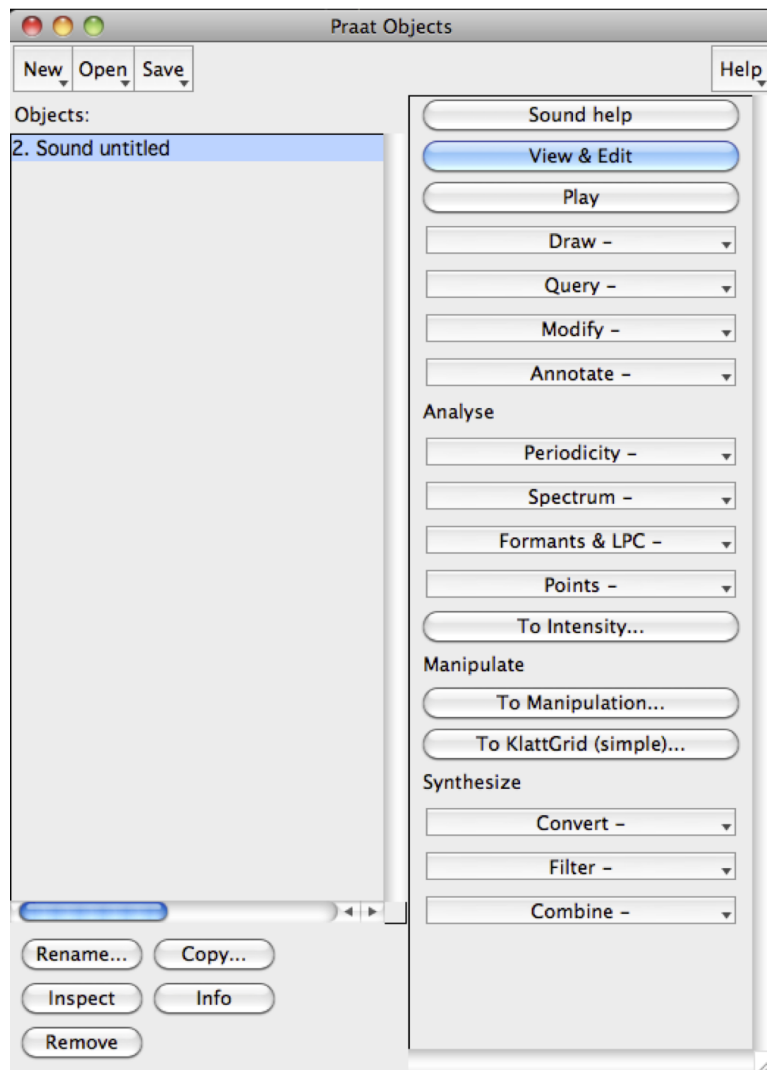 Praat Objects
New Open Save Help
Objects:
2. Sound untitled
Sound help
View & Edit
Play
Draw –
Query –
Modify –
Annotate –
Analyse
Periodicity –
Spectrum –
Formants & LPC –
Points –
To Intensity...
Manipulate
To Manipulation...
To KlattGrid (simple)...
Synthesize
Convert –
Filter –
Combine –
Rename... Copy...
Inspect Info
Remove